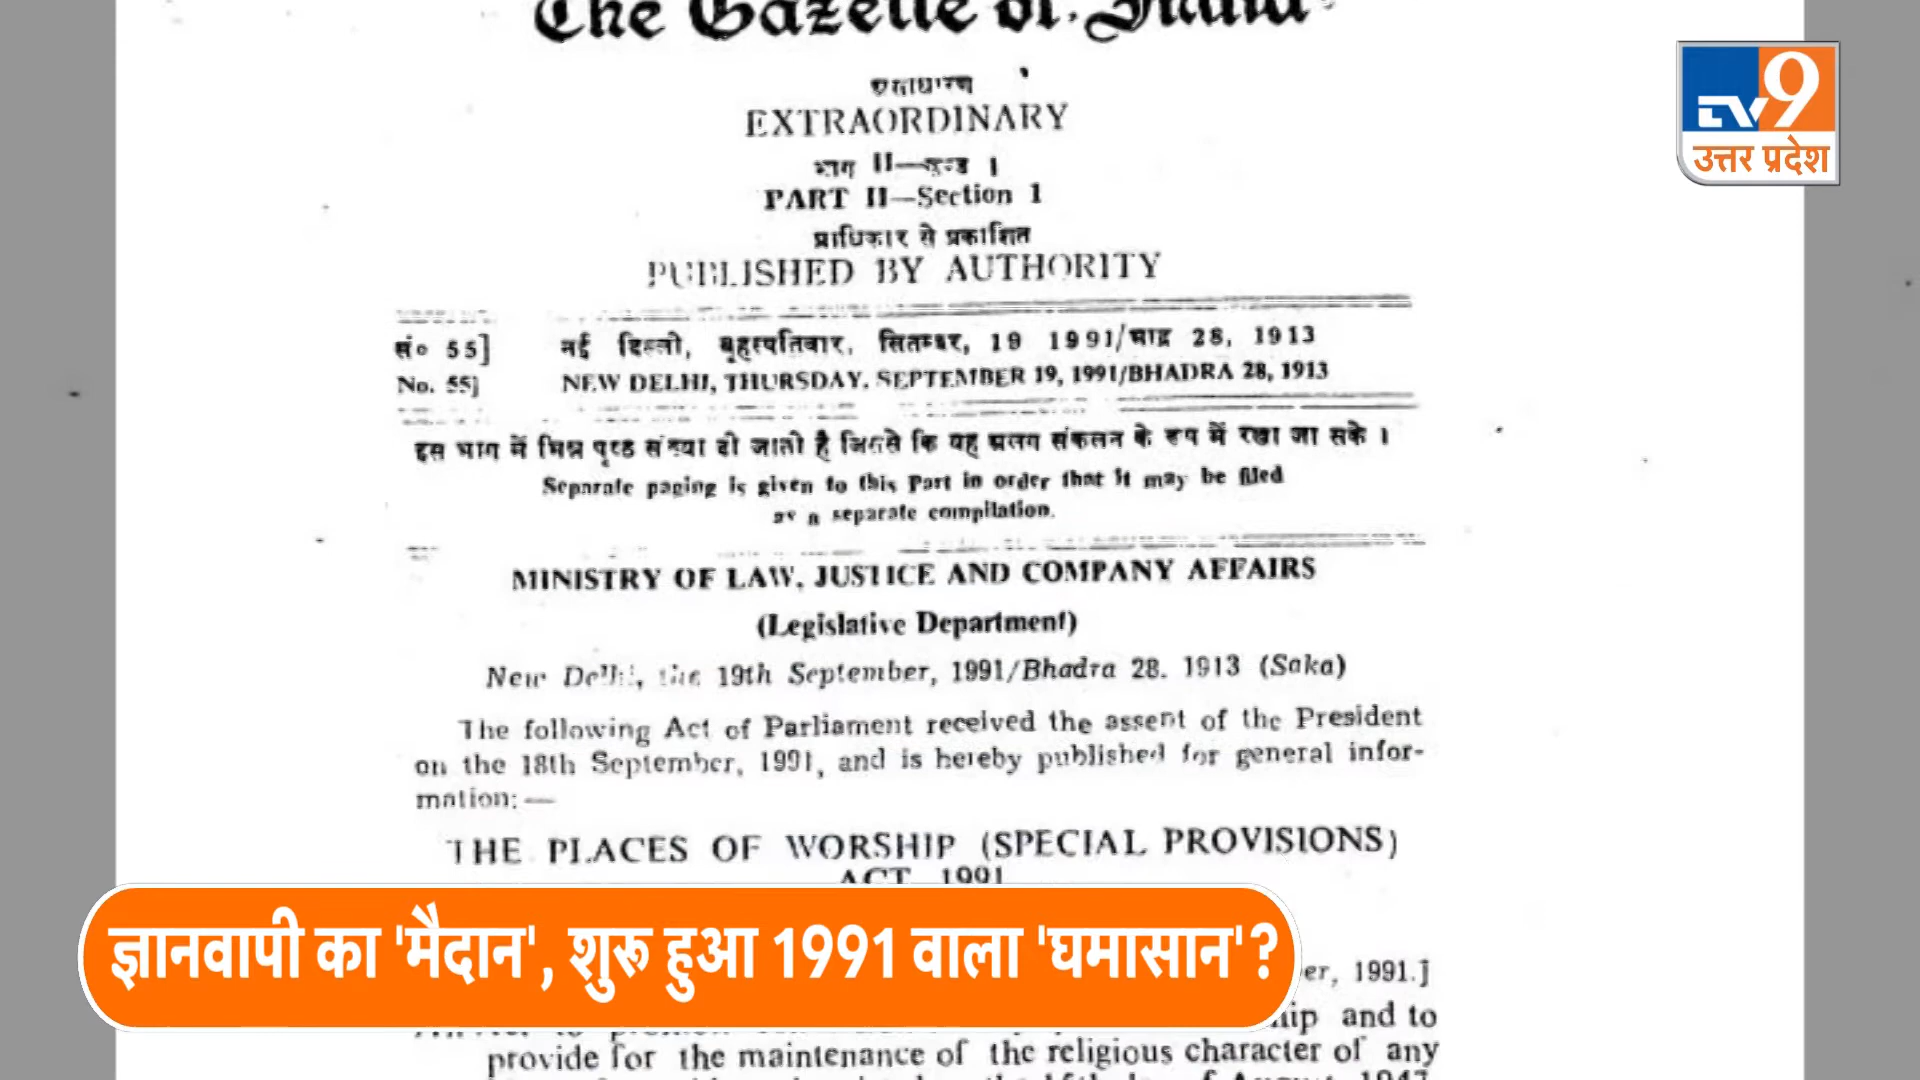 The Gazette of India
EXTRAORDINARY
भाग II—खण्ड 1
PART II—Section 1
प्राधिकार से प्रकाशित
PUBLISHED BY AUTHORITY
सं० 55]
नई दिल्ली, बृहस्पतिवार, सितम्बर, 19 1991/भाद्र 28, 1913
No. 55]
NEW DELHI, THURSDAY, SEPTEMBER 19, 1991/BHADRA 28, 1913
इस भाग में भिन्न पृष्ठ संख्या दी जाती है जिससे कि यह अलग संकलन के रूप में रखा जा सके ।
Separate paging is given to this Part in order that it may be filed
as a separate compilation.
MINISTRY OF LAW, JUSTICE AND COMPANY AFFAIRS
(Legislative Department)
New Delhi, the 19th September, 1991/Bhadra 28, 1913 (Saka)
The following Act of Parliament received the assent of the President
on the 18th September, 1991, and is hereby published for general infor-
mation:—
THE PLACES OF WORSHIP (SPECIAL PROVISIONS)
ACT, 1991
er, 1991.]
hip and to
provide for the maintenance of the religious character of any
TV9
उत्तर प्रदेश
ज्ञानवापी का 'मैदान', शुरू हुआ 1991 वाला 'घमासान'?